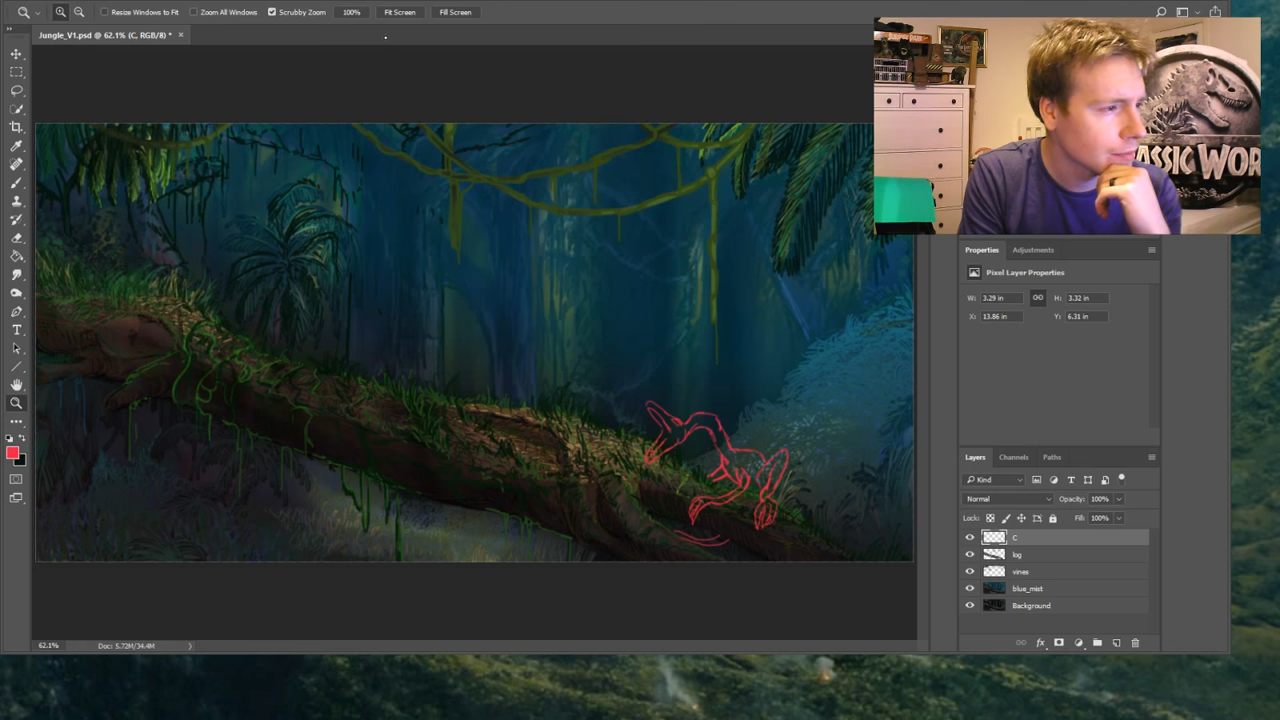 Resize Windows to Fit
Zoom All Windows
Scrubby Zoom
100%
Fit Screen
Fill Screen
Jungle_V1.psd @ 62.1% (C, RGB/8) *
ASSIC WOR
Properties
Adjustments
Pixel Layer Properties
W: 3.29 in
H: 3.32 in
X: 13.86 in
Y: 6.31 in
Layers
Channels
Paths
Kind
Normal
Opacity: 100%
Lock:
Fill: 100%
C
log
vines
blue_mist
Background
fx
62.1%
Doc: 5.72M/34.4M